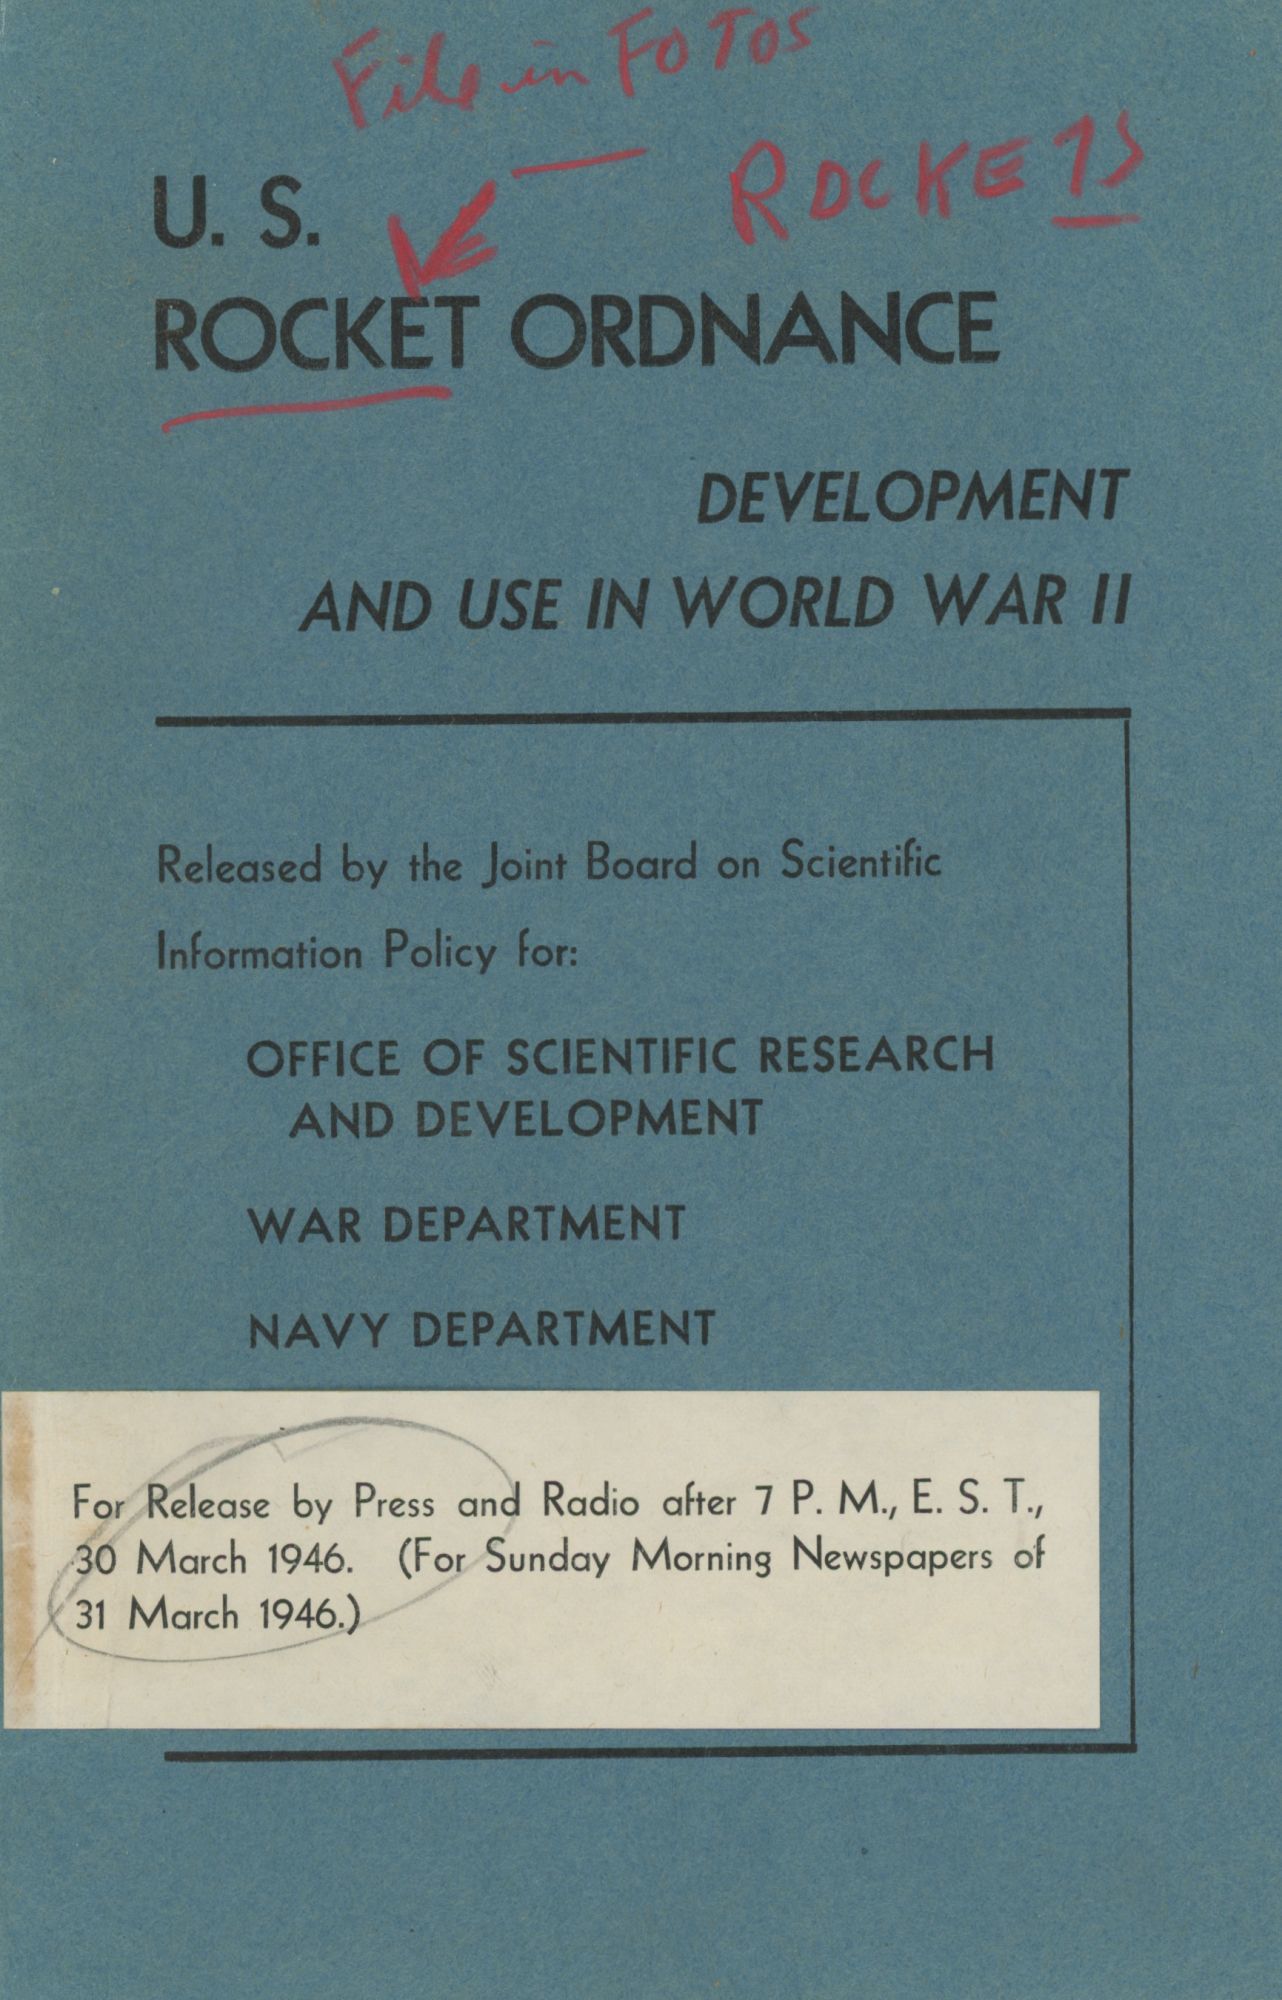 File in FOTOS
ROCKETS
U. S.
ROCKET ORDNANCE
DEVELOPMENT
AND USE IN WORLD WAR II
Released by the Joint Board on Scientific
Information Policy for:
OFFICE OF SCIENTIFIC RESEARCH
AND DEVELOPMENT
WAR DEPARTMENT
NAVY DEPARTMENT
For Release by Press and Radio after 7 P. M., E. S. T.,
30 March 1946. (For Sunday Morning Newspapers of
31 March 1946.)